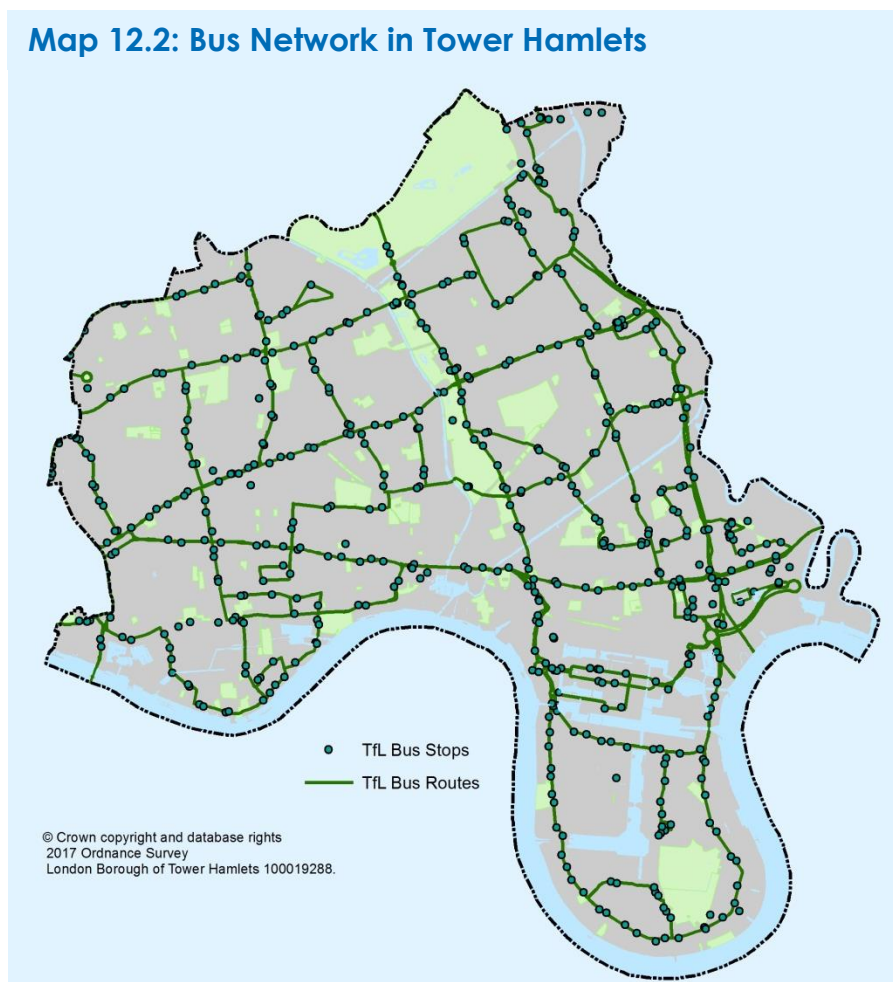 Map 12.2: Bus Network in Tower Hamlets
TfL Bus Stops
TfL Bus Routes
© Crown copyright and database rights
2017 Ordnance Survey
London Borough of Tower Hamlets 100019288.